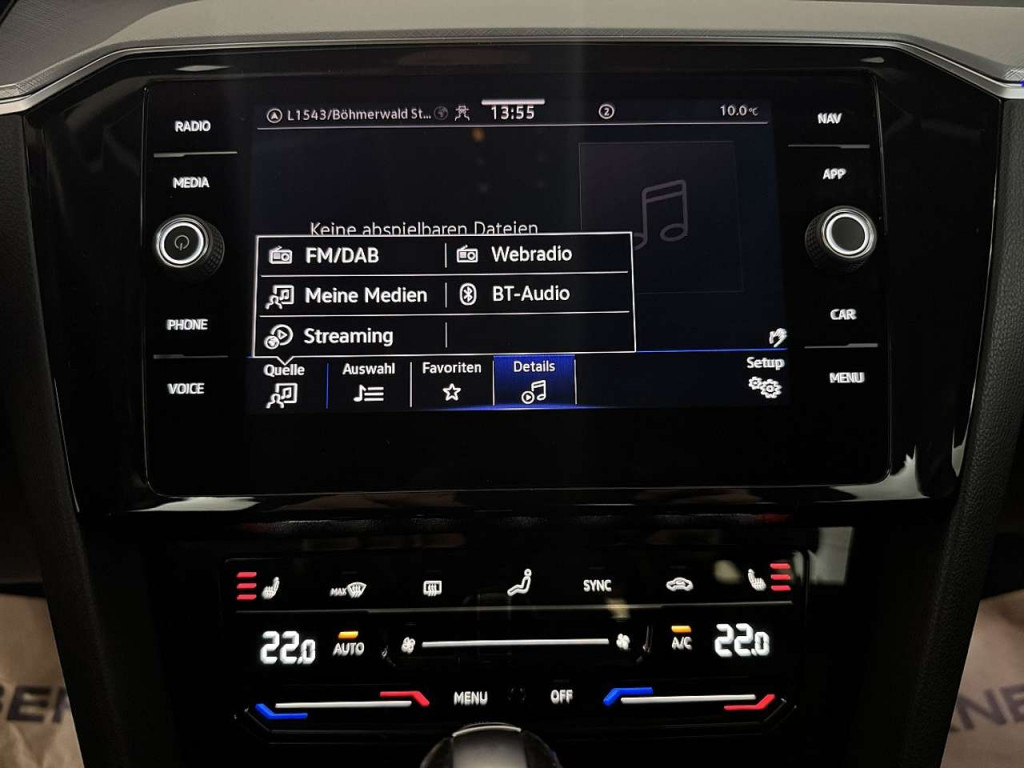 L1543/Böhmerwald St... 13:55 2 10.0°C
RADIO
MEDIA
PHONE
VOICE
NAV
APP
CAR
MENU
Keine abspielbaren Dateien
FM/DAB Webradio
Meine Medien BT-Audio
Streaming
Quelle Auswahl Favoriten Details Setup
MAX SYNC
22.0 AUTO A/C 22.0
MENU OFF